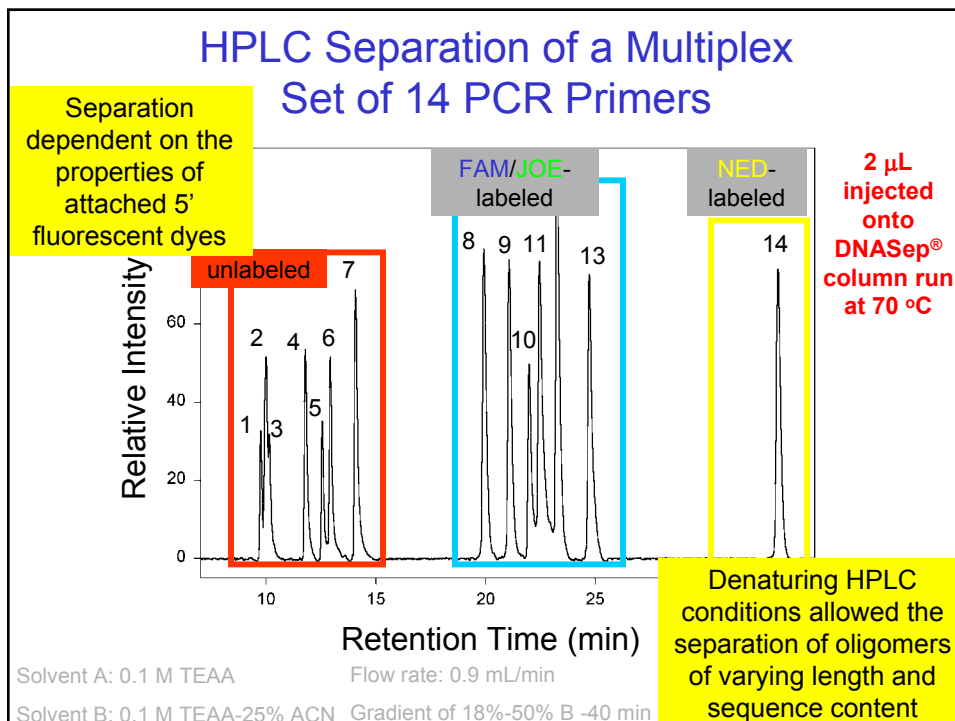 HPLC Separation of a Multiplex
Set of 14 PCR Primers
Separation
dependent on the
properties of
attached 5’
fluorescent dyes
FAM/JOE-
labeled
NED-
labeled
2 μL
injected
onto
DNASep®
column run
at 70 oC
unlabeled
1
2
3
4
5
6
7
8
9
10
11
13
14
Relative Intensity
60
40
20
0
10
15
20
25
Retention Time (min)
Denaturing HPLC
conditions allowed the
separation of oligomers
of varying length and
sequence content
Solvent A: 0.1 M TEAA
Flow rate: 0.9 mL/min
Solvent B: 0.1 M TEAA-25% ACN
Gradient of 18%-50% B -40 min